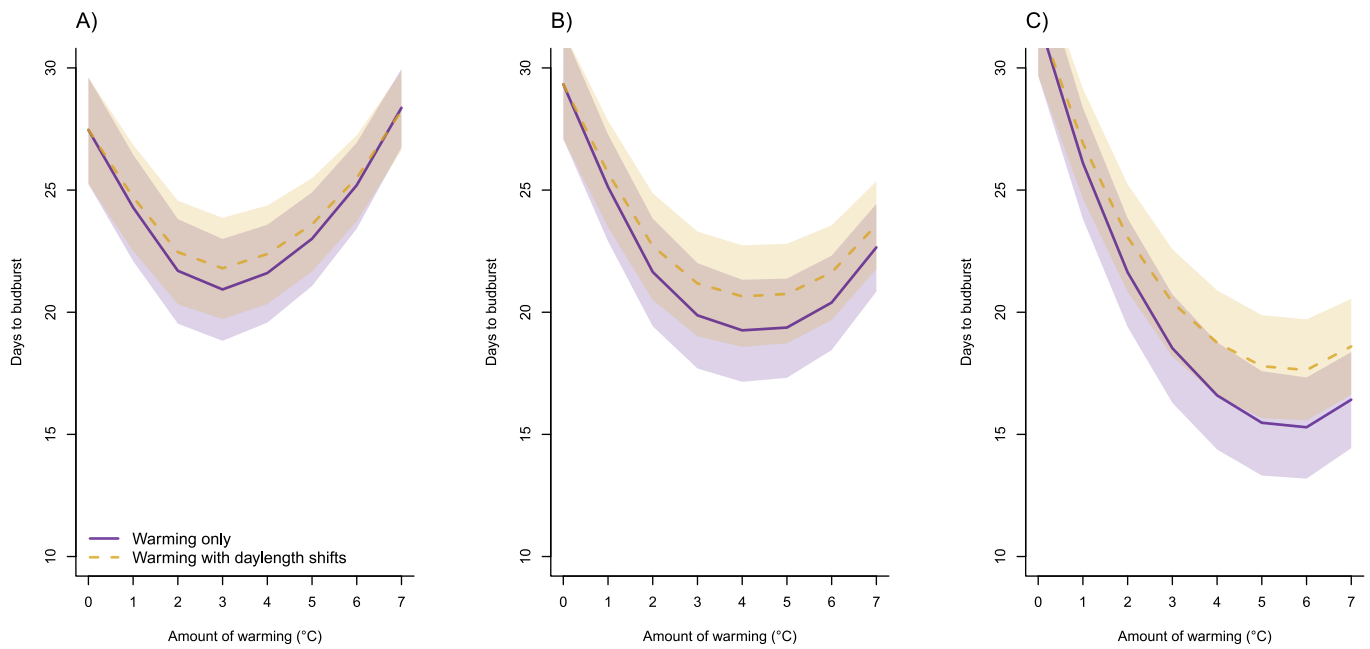 A)
Days to budburst
30
25
20
15
10
Warming only
Warming with daylength shifts
0 1 2 3 4 5 6 7
Amount of warming (°C)
B)
Days to budburst
30
25
20
15
10
0 1 2 3 4 5 6 7
Amount of warming (°C)
C)
Days to budburst
30
25
20
15
10
0 1 2 3 4 5 6 7
Amount of warming (°C)